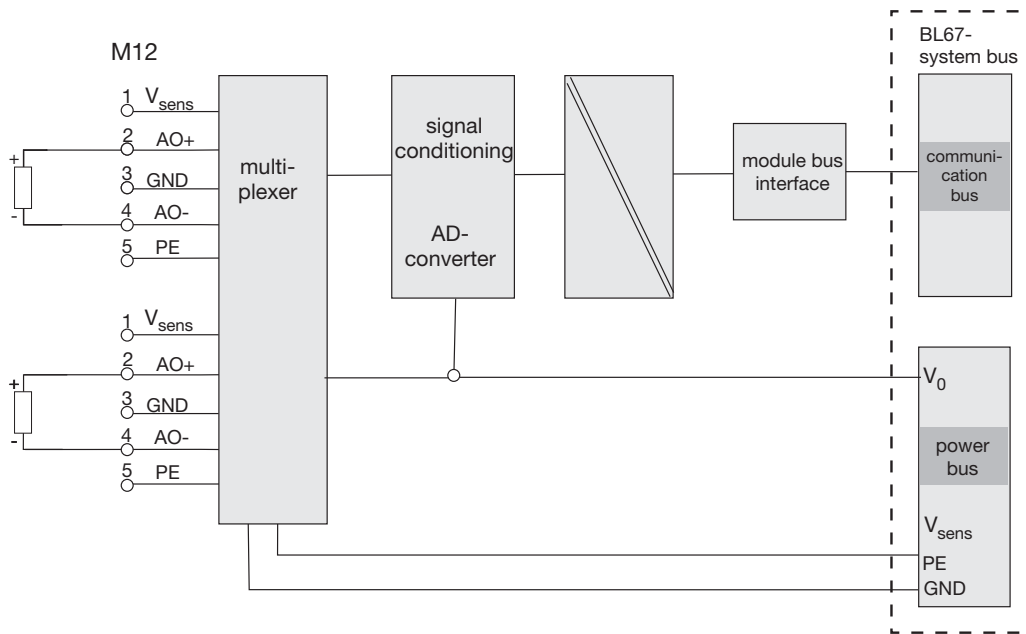 M12
1 Vsens
2 AO+
3 GND
4 AO-
5 PE
+
-
1 Vsens
2 AO+
3 GND
4 AO-
5 PE
+
-
multi-
plexer
signal
conditioning
AD-
converter
module bus
interface
BL67-
system bus
communi-
cation
bus
V0
power
bus
Vsens
PE
GND